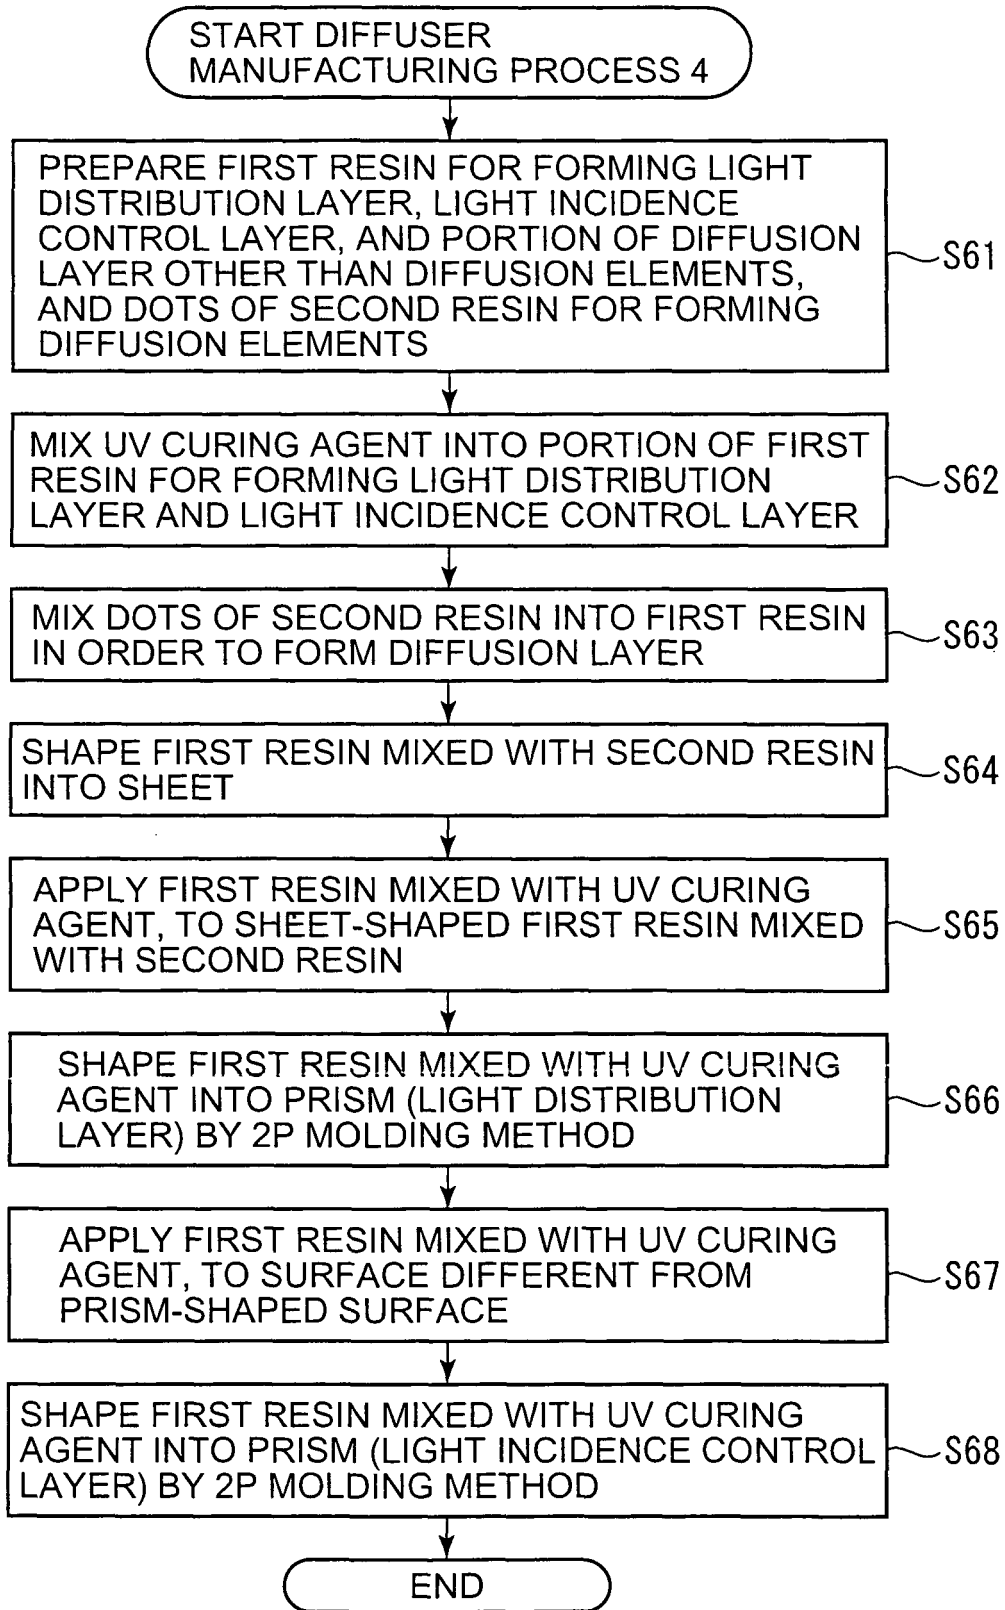 START DIFFUSER
MANUFACTURING PROCESS 4
PREPARE FIRST RESIN FOR FORMING LIGHT
DISTRIBUTION LAYER, LIGHT INCIDENCE
CONTROL LAYER, AND PORTION OF DIFFUSION
LAYER OTHER THAN DIFFUSION ELEMENTS,
AND DOTS OF SECOND RESIN FOR FORMING
DIFFUSION ELEMENTS
S61
MIX UV CURING AGENT INTO PORTION OF FIRST
RESIN FOR FORMING LIGHT DISTRIBUTION
LAYER AND LIGHT INCIDENCE CONTROL LAYER
S62
MIX DOTS OF SECOND RESIN INTO FIRST RESIN
IN ORDER TO FORM DIFFUSION LAYER
S63
SHAPE FIRST RESIN MIXED WITH SECOND RESIN
INTO SHEET
S64
APPLY FIRST RESIN MIXED WITH UV CURING
AGENT, TO SHEET-SHAPED FIRST RESIN MIXED
WITH SECOND RESIN
S65
SHAPE FIRST RESIN MIXED WITH UV CURING
AGENT INTO PRISM (LIGHT DISTRIBUTION
LAYER) BY 2P MOLDING METHOD
S66
APPLY FIRST RESIN MIXED WITH UV CURING
AGENT, TO SURFACE DIFFERENT FROM
PRISM-SHAPED SURFACE
S67
SHAPE FIRST RESIN MIXED WITH UV CURING
AGENT INTO PRISM (LIGHT INCIDENCE CONTROL
LAYER) BY 2P MOLDING METHOD
S68
END